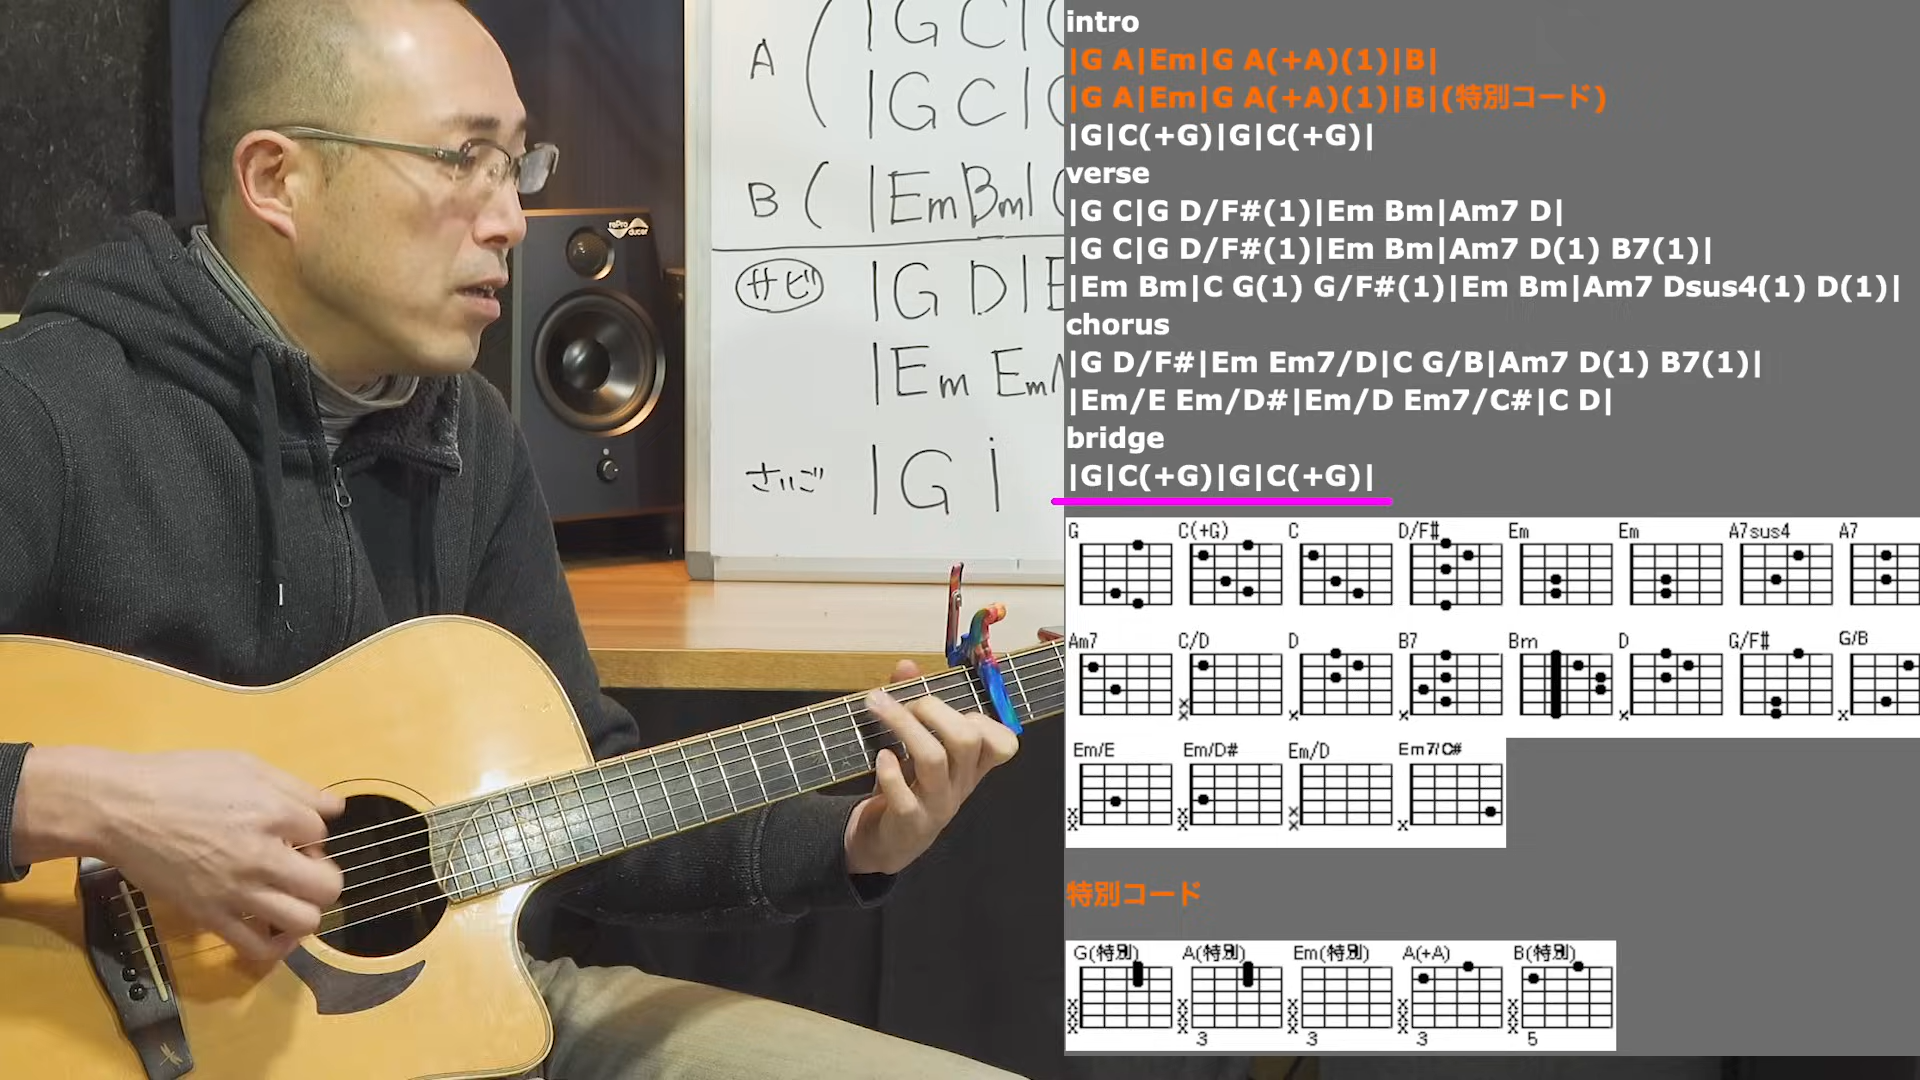 intro
|G A|Em|G A(+A)(1)|B|
|G A|Em|G A(+A)(1)|B|(特別コード)
|G|C(+G)|G|C(+G)|
verse
|G C|G D/F#(1)|Em Bm|Am7 D|
|G C|G D/F#(1)|Em Bm|Am7 D(1) B7(1)|
|Em Bm|C G(1) G/F#(1)|Em Bm|Am7 Dsus4(1) D(1)|
chorus
|G D/F#|Em Em7/D|C G/B|Am7 D(1) B7(1)|
|Em/E Em/D#|Em/D Em7/C#|C D|
bridge
|G|C(+G)|G|C(+G)|
G C(+G) C D/F# Em Em A7sus4 A7
Am7 C/D D B7 Bm D G/F# G/B
x x x x x x
Em/E Em/D# Em/D Em7/C#
x x x x x x x
特別コード
G(特別) A(特別) Em(特別) A(+A) B(特別)
x x x x x
x x x x x
x x x x x
3 3 3 5
A ( |G C|
|G C|
B ( |Em Bm|
サビ |G D|E
|Em Em
さいご |G
rePro
ducer